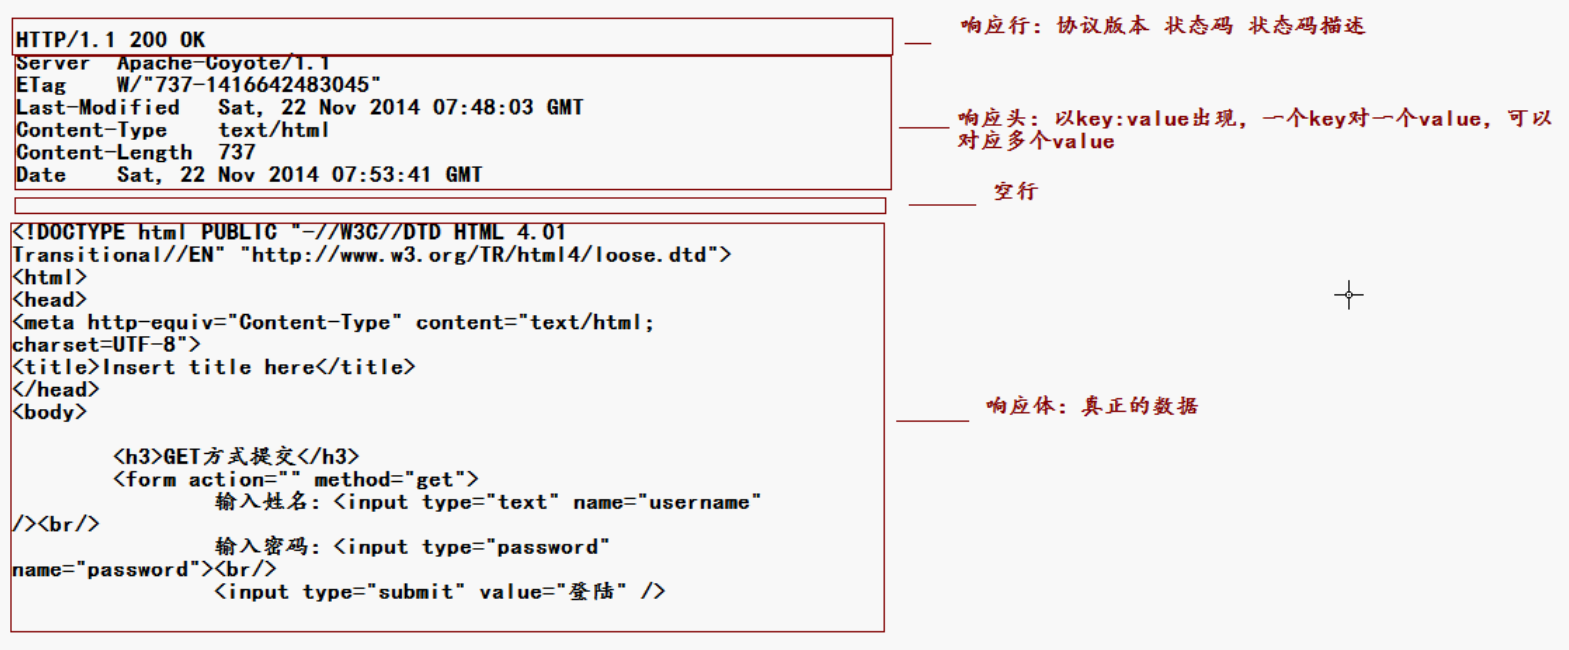 HTTP/1.1 200 OK
响应行：协议版本 状态码 状态码描述
Server Apache-Coyote/1.1
ETag W/"737-1416642483045"
Last-Modified Sat, 22 Nov 2014 07:48:03 GMT
Content-Type text/html
Content-Length 737
Date Sat, 22 Nov 2014 07:53:41 GMT
响应头：以key:value出现，一个key对一个value，可以
对应多个value
空行
<!DOCTYPE html PUBLIC "-//W3C//DTD HTML 4.01
Transitional//EN" "http://www.w3.org/TR/html4/loose.dtd">
<html>
<head>
<meta http-equiv="Content-Type" content="text/html;
charset=UTF-8">
<title>Insert title here</title>
</head>
<body>
<h3>GET方式提交</h3>
<form action="" method="get">
输入姓名：<input type="text" name="username"
/><br/>
输入密码：<input type="password"
name="password"><br/>
<input type="submit" value="登陆" />
响应体：真正的数据